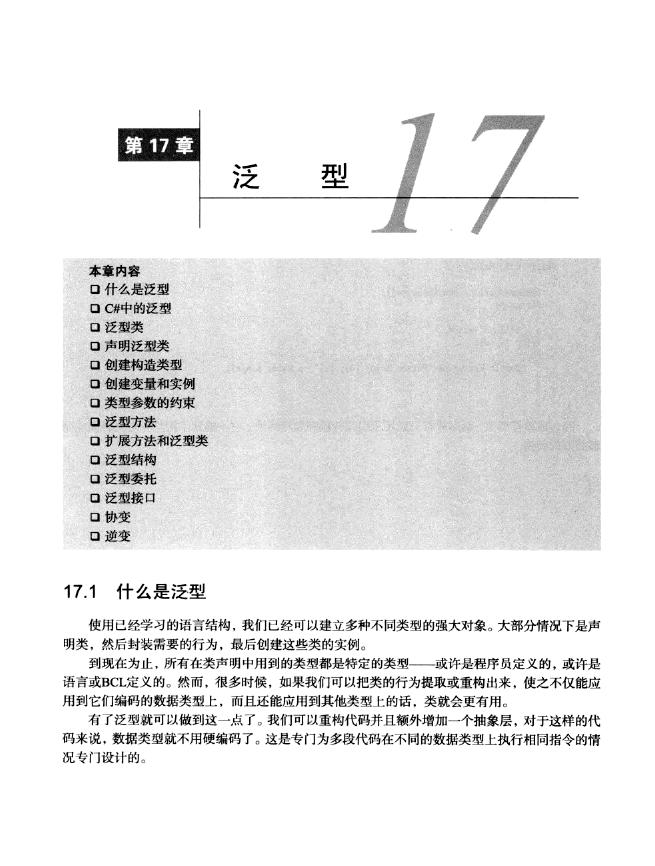 第 17 章
泛 型
17
本章内容
❑ 什么是泛型
❑ C#中的泛型
❑ 泛型类
❑ 声明泛型类
❑ 创建构造类型
❑ 创建变量和实例
❑ 类型参数的约束
❑ 泛型方法
❑ 扩展方法和泛型类
❑ 泛型结构
❑ 泛型委托
❑ 泛型接口
❑ 协变
❑ 逆变
17.1 什么是泛型
使用已经学习的语言结构，我们已经可以建立多种不同类型的强大对象。大部分情况下是声
明类，然后封装需要的行为，最后创建这些类的实例。
到现在为止，所有在类声明中用到的类型都是特定的类型——或许是程序员定义的，或许是
语言或BCL定义的。然而，很多时候，如果我们可以把类的行为提取或重构出来，使之不仅能应
用到它们编码的数据类型上，而且还能应用到其他类型上的话，类就会更有用。
有了泛型就可以做到这一点了。我们可以重构代码并且额外增加一个抽象层，对于这样的代
码来说，数据类型就不用硬编码了。这是专门为多段代码在不同的数据类型上执行相同指令的情
况专门设计的。